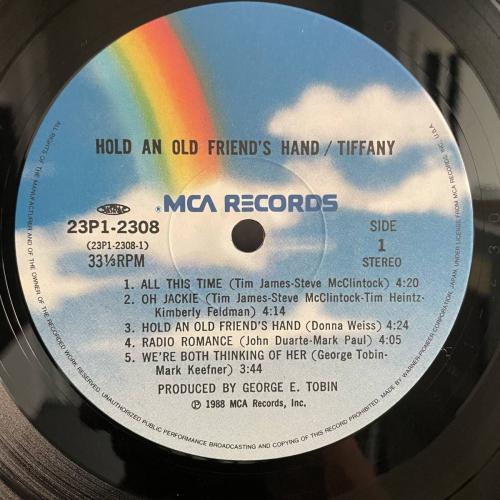 HOLD AN OLD FRIEND'S HAND / TIFFANY
MCA RECORDS
23P1-2308
(23P1-2308-1)
33⅓RPM
SIDE
1
STEREO
1. ALL THIS TIME (Tim James-Steve McClintock) 4:20
2. OH JACKIE (Tim James-Steve McClintock-Tim Heintz-
Kimberly Feldman) 4:14
3. HOLD AN OLD FRIEND'S HAND (Donna Weiss) 4:24
4. RADIO ROMANCE (John Duarte-Mark Paul) 4:05
5. WE'RE BOTH THINKING OF HER (George Tobin-
Mark Keefner) 3:44
PRODUCED BY GEORGE E. TOBIN
℗ 1988 MCA Records, Inc.
ALL RIGHTS OF THE MANUFACTURER AND OF THE OWNER OF THE RECORDED WORK RESERVED. UNAUTHORIZED PUBLIC PERFORMANCE BROADCASTING AND COPYING OF THIS RECORD PROHIBITED. MADE BY WARNER-PIONEER CORPORATION, JAPAN, UNDER LICENSE FROM MCA RECORDS INC., U.S.A.